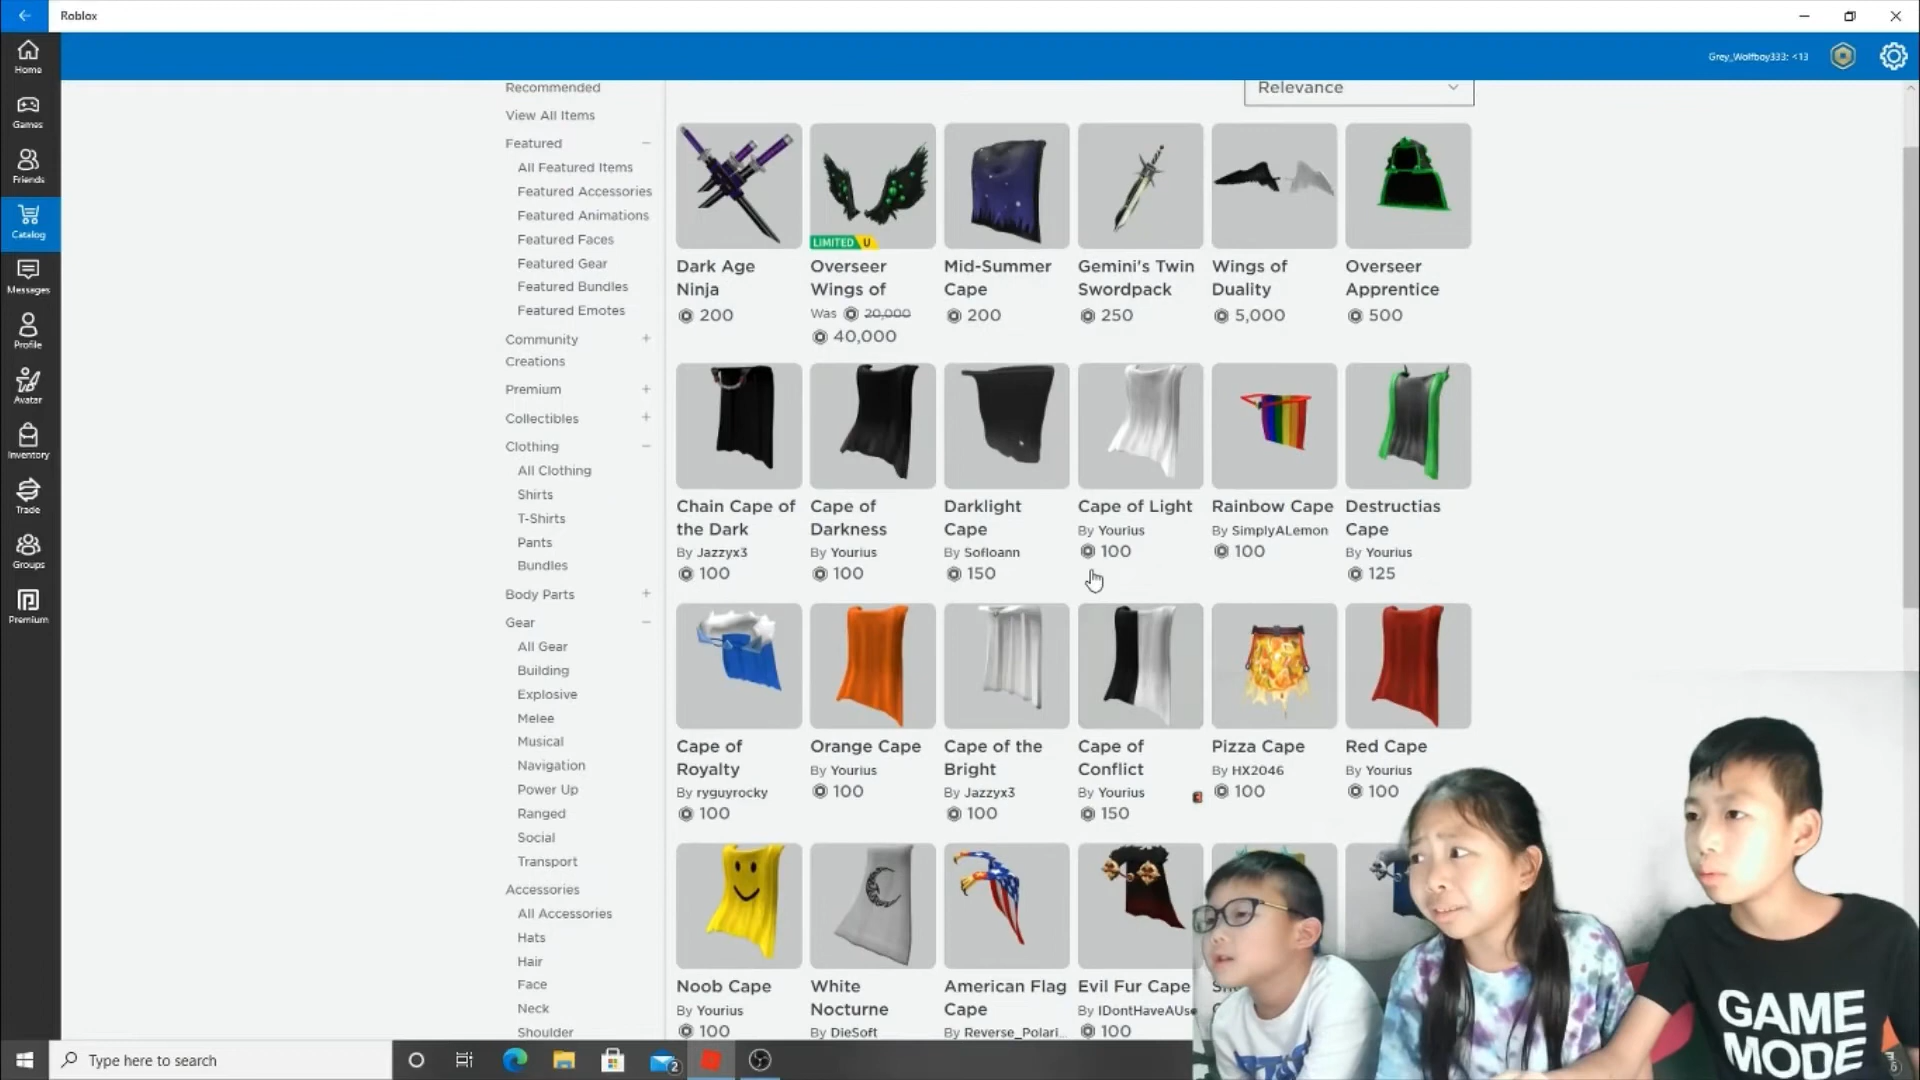 Roblox
Grey_Wolfboy333: <13
Home
Games
Friends
Catalog
Messages
Profile
Avatar
Inventory
Trade
Groups
Premium
Recommended
View All Items
Featured
All Featured Items
Featured Accessories
Featured Animations
Featured Faces
Featured Gear
Featured Bundles
Featured Emotes
Community
Creations
Premium
Collectibles
Clothing
All Clothing
Shirts
T-Shirts
Pants
Bundles
Body Parts
Gear
All Gear
Building
Explosive
Melee
Musical
Navigation
Power Up
Ranged
Social
Transport
Accessories
All Accessories
Hats
Hair
Face
Neck
Shoulder
Relevance
Dark Age
Ninja
200
LIMITED U
Overseer
Wings of
Was 20,000
40,000
Mid-Summer
Cape
200
Gemini's Twin
Swordpack
250
Wings of
Duality
5,000
Overseer
Apprentice
500
Chain Cape of
the Dark
By Jazzyx3
100
Cape of
Darkness
By Yourius
100
Darklight
Cape
By Sofloann
150
Cape of Light
By Yourius
100
Rainbow Cape
By SimplyALemon
100
Destructias
Cape
By Yourius
125
Cape of
Royalty
By ryguyrocky
100
Orange Cape
By Yourius
100
Cape of the
Bright
By Jazzyx3
100
Cape of
Conflict
By Yourius
150
Pizza Cape
By HX2046
100
Red Cape
By Yourius
100
Noob Cape
By Yourius
100
White
Nocturne
By DieSoft
American Flag
Cape
By Reverse_Polari...
Evil Fur Cape
By IDontHaveAUse
100
GAME
MODE
Type here to search
2